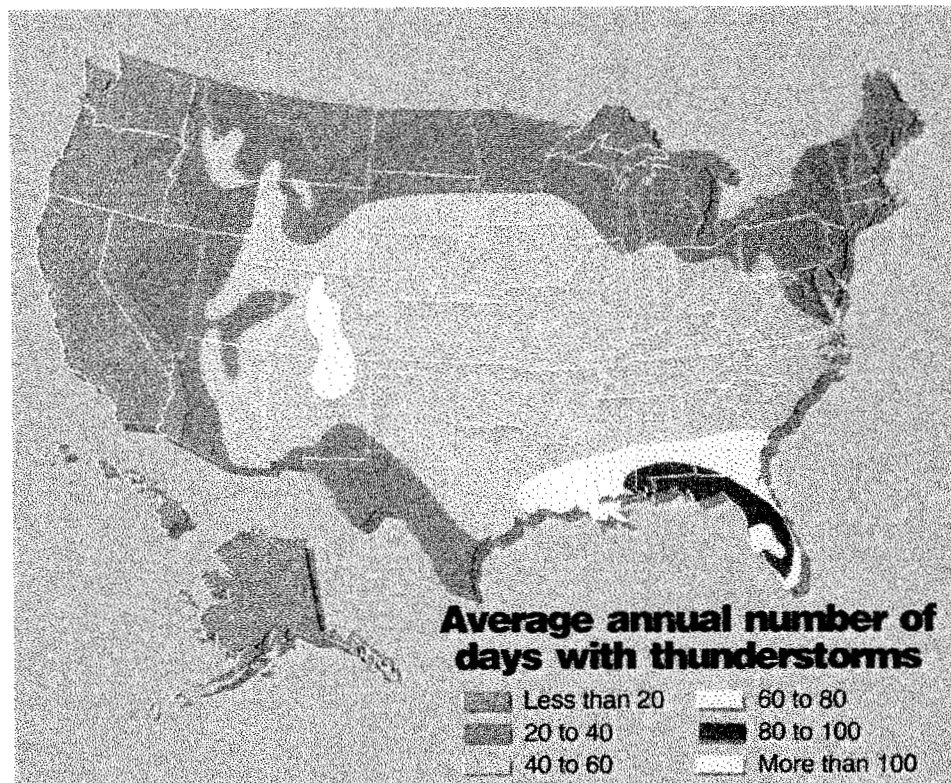 Average annual number of
days with thunderstorms
Less than 20
20 to 40
40 to 60
60 to 80
80 to 100
More than 100